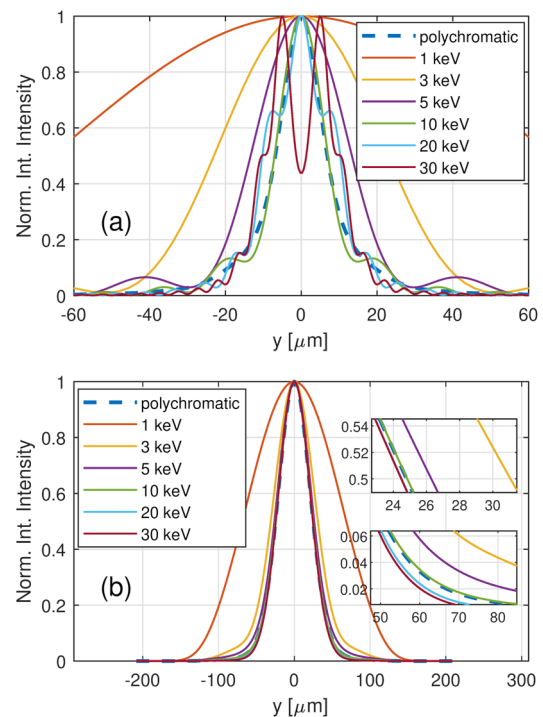 1
0.8
0.6
0.4
0.2
0
Norm. Int. Intensity
(a)
polychromatic
1 keV
3 keV
5 keV
10 keV
20 keV
30 keV
-60 -40 -20 0 20 40 60
y [μm]
1
0.8
0.6
0.4
0.2
0
Norm. Int. Intensity
(b)
polychromatic
1 keV
3 keV
5 keV
10 keV
20 keV
30 keV
0.54
0.52
0.5
24 26 28 30
0.06
0.04
0.02
50 60 70 80
-200 -100 0 100 200 300
y [μm]